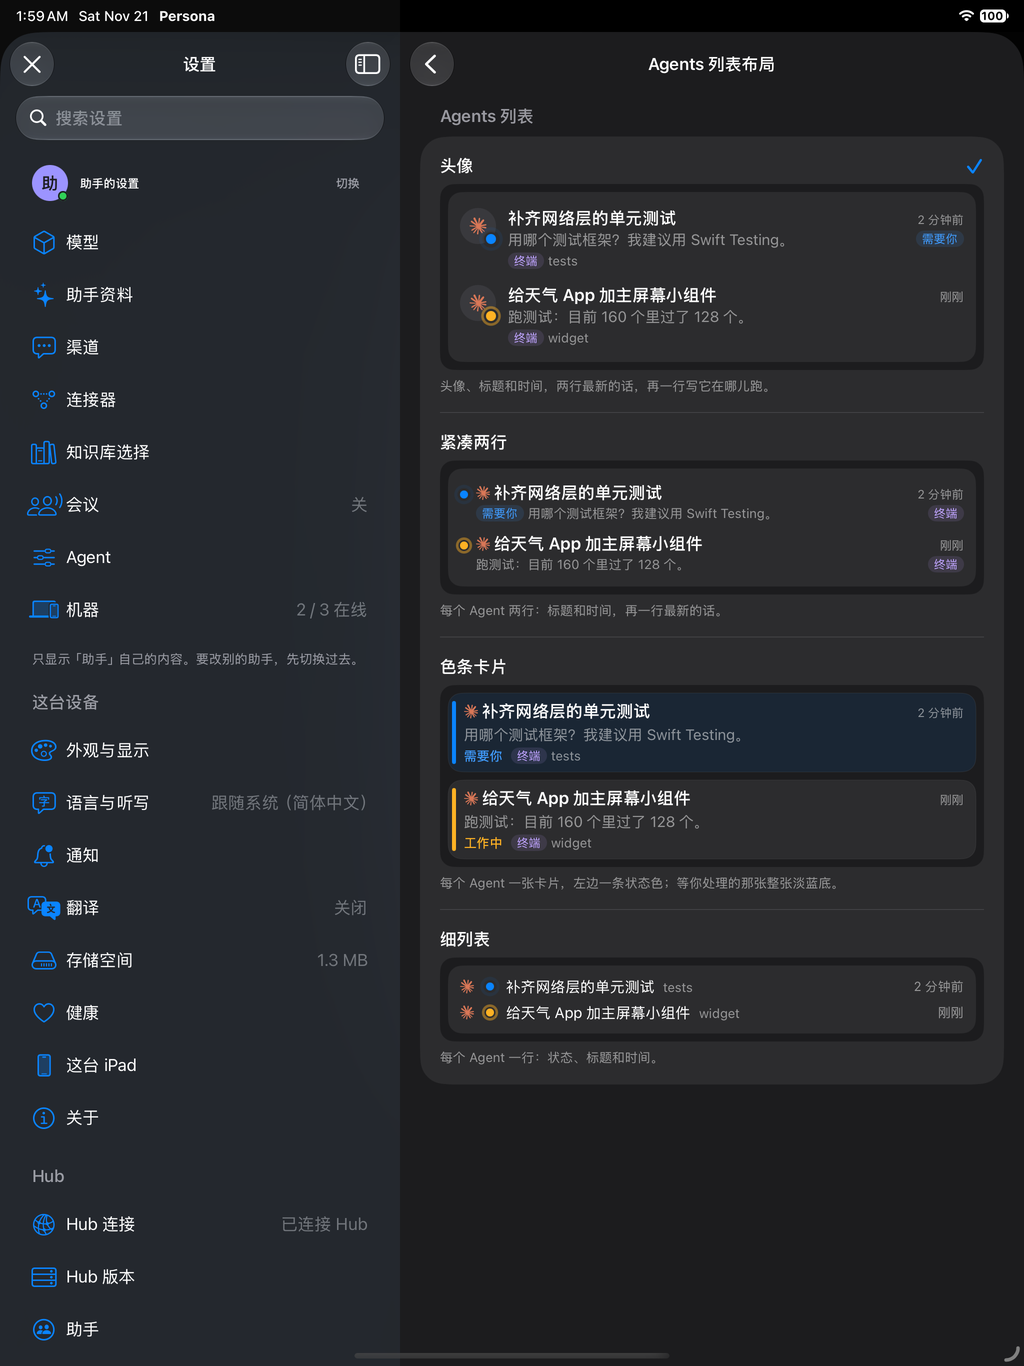 1:59 AM Sat Nov 21 Persona
100
设置
搜索设置
助 助手的设置 切换
模型
助手资料
渠道
连接器
知识库选择
会议 关
Agent
机器 2 / 3 在线
只显示「助手」自己的内容。要改别的助手，先切换过去。
这台设备
外观与显示
字 语言与听写 跟随系统（简体中文）
通知
A 文 翻译 关闭
存储空间 1.3 MB
健康
这台 iPad
关于
Hub
Hub 连接 已连接 Hub
Hub 版本
助手
Agents 列表布局
Agents 列表
头像
补齐网络层的单元测试 2 分钟前
用哪个测试框架？我建议用 Swift Testing。 需要你
终端 tests
给天气 App 加主屏幕小组件 刚刚
跑测试：目前 160 个里过了 128 个。
终端 widget
头像、标题和时间，两行最新的话，再一行写它在哪儿跑。
紧凑两行
补齐网络层的单元测试 2 分钟前
需要你 用哪个测试框架？我建议用 Swift Testing。 终端
给天气 App 加主屏幕小组件 刚刚
跑测试：目前 160 个里过了 128 个。 终端
每个 Agent 两行：标题和时间，再一行最新的话。
色条卡片
补齐网络层的单元测试 2 分钟前
用哪个测试框架？我建议用 Swift Testing。
需要你 终端 tests
给天气 App 加主屏幕小组件 刚刚
跑测试：目前 160 个里过了 128 个。
工作中 终端 widget
每个 Agent 一张卡片，左边一条状态色；等你处理的那张整张淡蓝底。
细列表
补齐网络层的单元测试 tests 2 分钟前
给天气 App 加主屏幕小组件 widget 刚刚
每个 Agent 一行：状态、标题和时间。